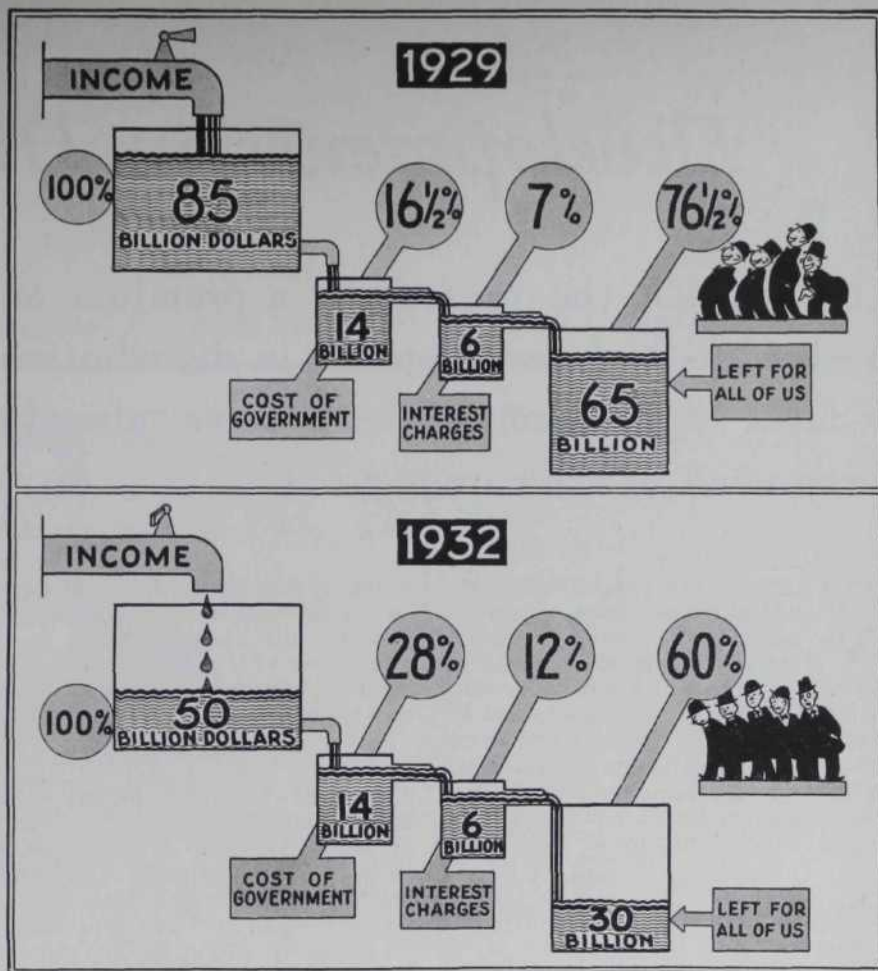 1929
INCOME
100%
85
BILLION DOLLARS
16½%
7%
76½%
14
BILLION
6
BILLION
65
BILLION
COST OF
GOVERNMENT
INTEREST
CHARGES
LEFT FOR
ALL OF US
1932
INCOME
100%
50
BILLION DOLLARS
28%
12%
60%
14
BILLION
6
BILLION
30
BILLION
COST OF
GOVERNMENT
INTEREST
CHARGES
LEFT FOR
ALL OF US